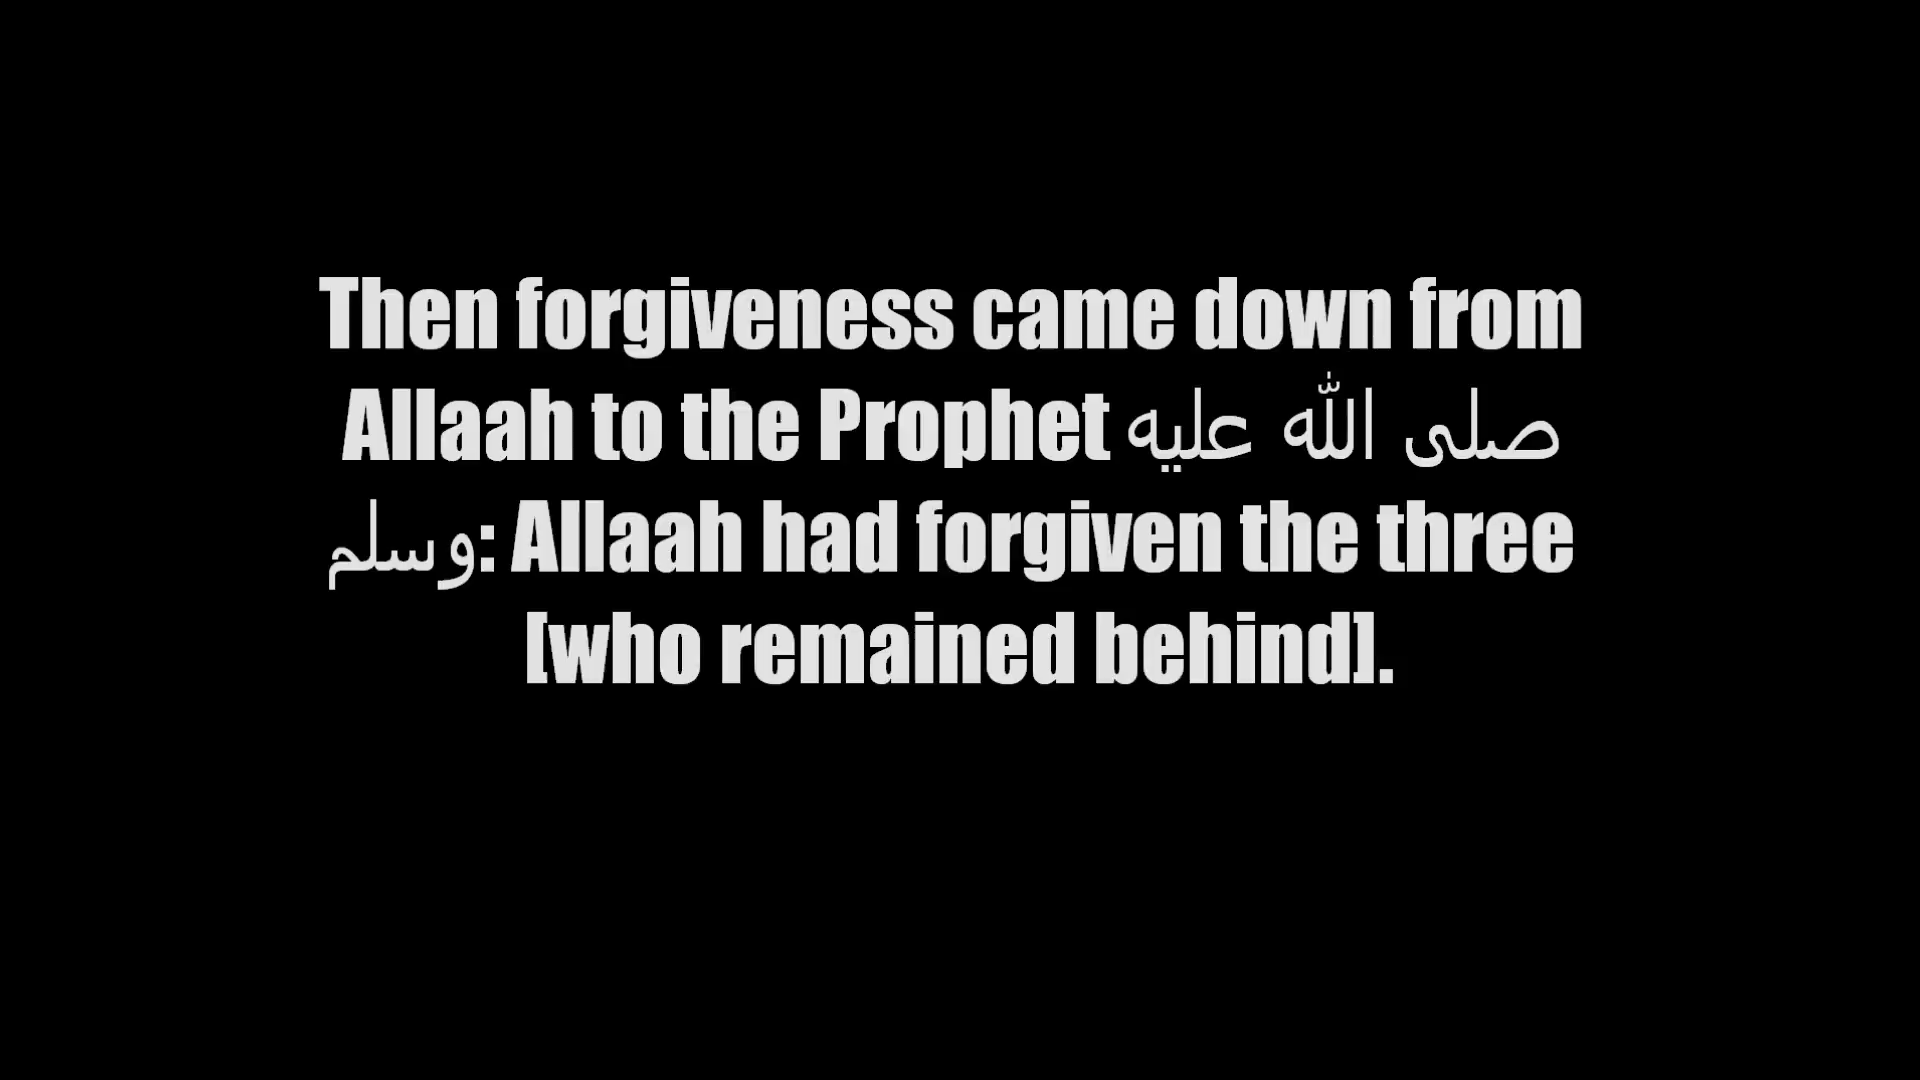 Then forgiveness came down from
Allaah to the Prophet صلى الله عليه
وسلم: Allaah had forgiven the three
[who remained behind].